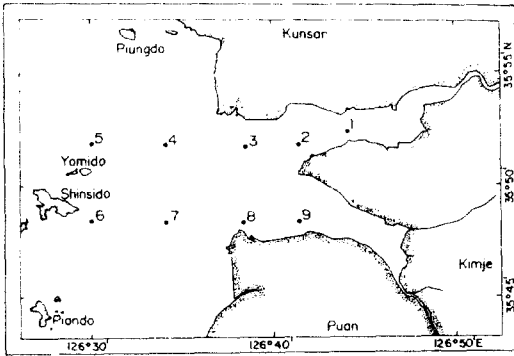 Kunsan
Piungdo
35°55'N
1
5
4
3
2
Yomido
Shinsido
35°50'
6
7
8
9
Kimje
35°45'
Piando
Puan
126°30'
126°40'
126°50'E